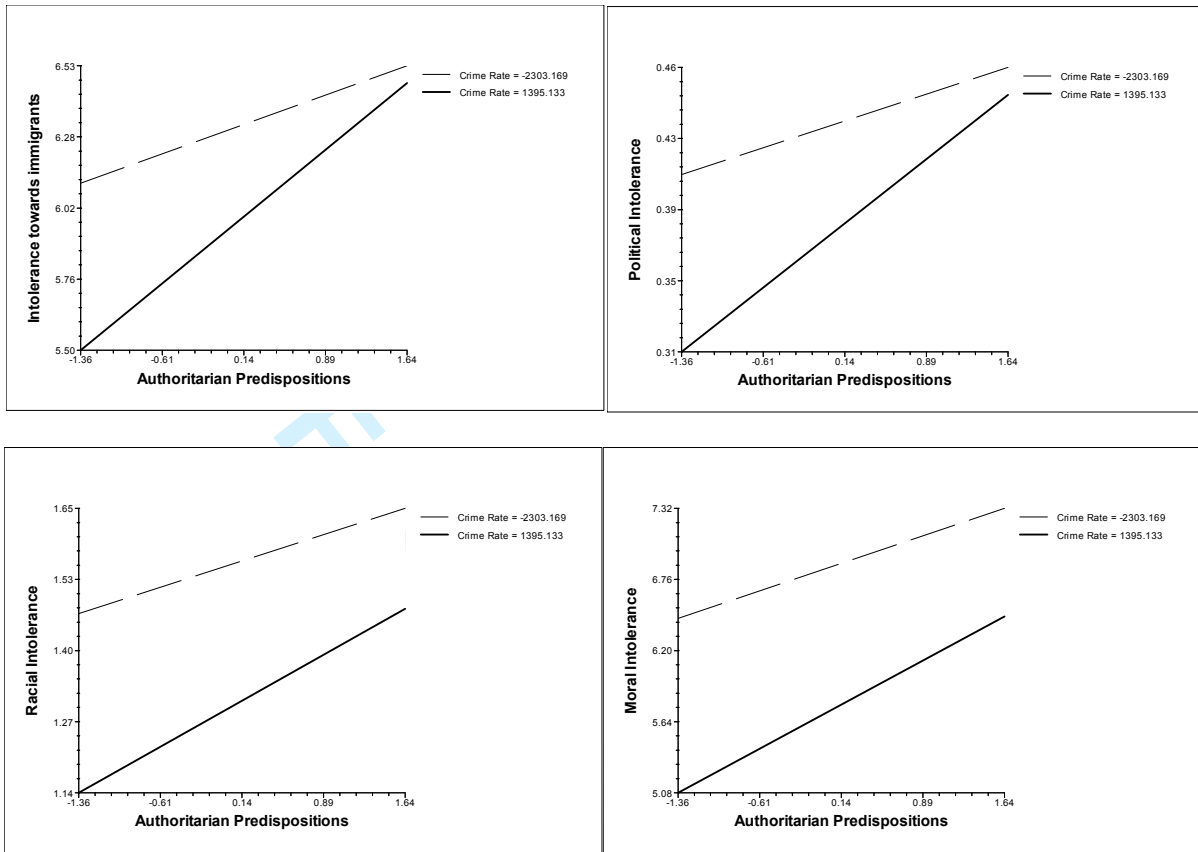 6.53
6.28
6.02
5.76
5.50
Intolerance towards immigrants
-1.36
-0.61
0.14
0.89
1.64
Authoritarian Predispositions
Crime Rate = -2303.169
Crime Rate = 1395.133
0.46
0.43
0.39
0.35
0.31
Political Intolerance
-1.36
-0.61
0.14
0.89
1.64
Authoritarian Predispositions
Crime Rate = -2303.169
Crime Rate = 1395.133
1.65
1.53
1.40
1.27
1.14
Racial Intolerance
-1.36
-0.61
0.14
0.89
1.64
Authoritarian Predispositions
Crime Rate = -2303.169
Crime Rate = 1395.133
7.32
6.76
6.20
5.64
5.08
Moral Intolerance
-1.36
-0.61
0.14
0.89
1.64
Authoritarian Predispositions
Crime Rate = -2303.169
Crime Rate = 1395.133